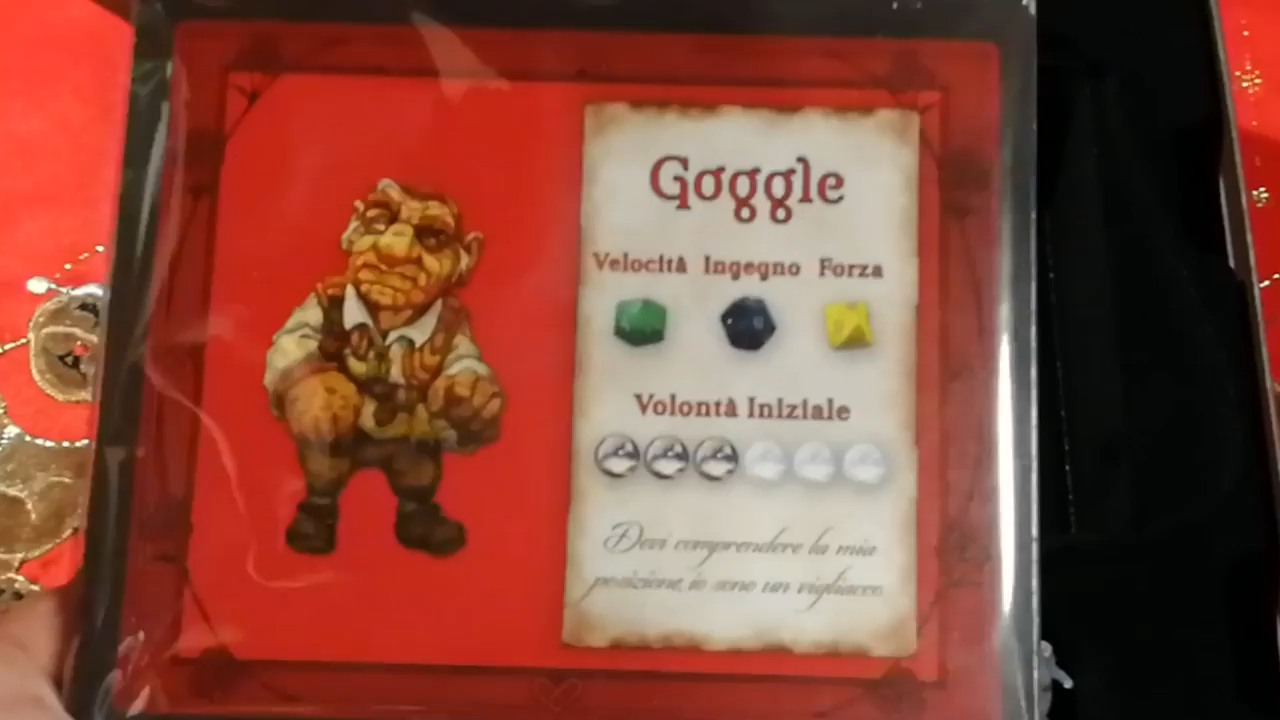 Goggle
Velocità Ingegno Forza
Volontà Iniziale
Devi comprendere la mia
posizione, io sono un vigliacco